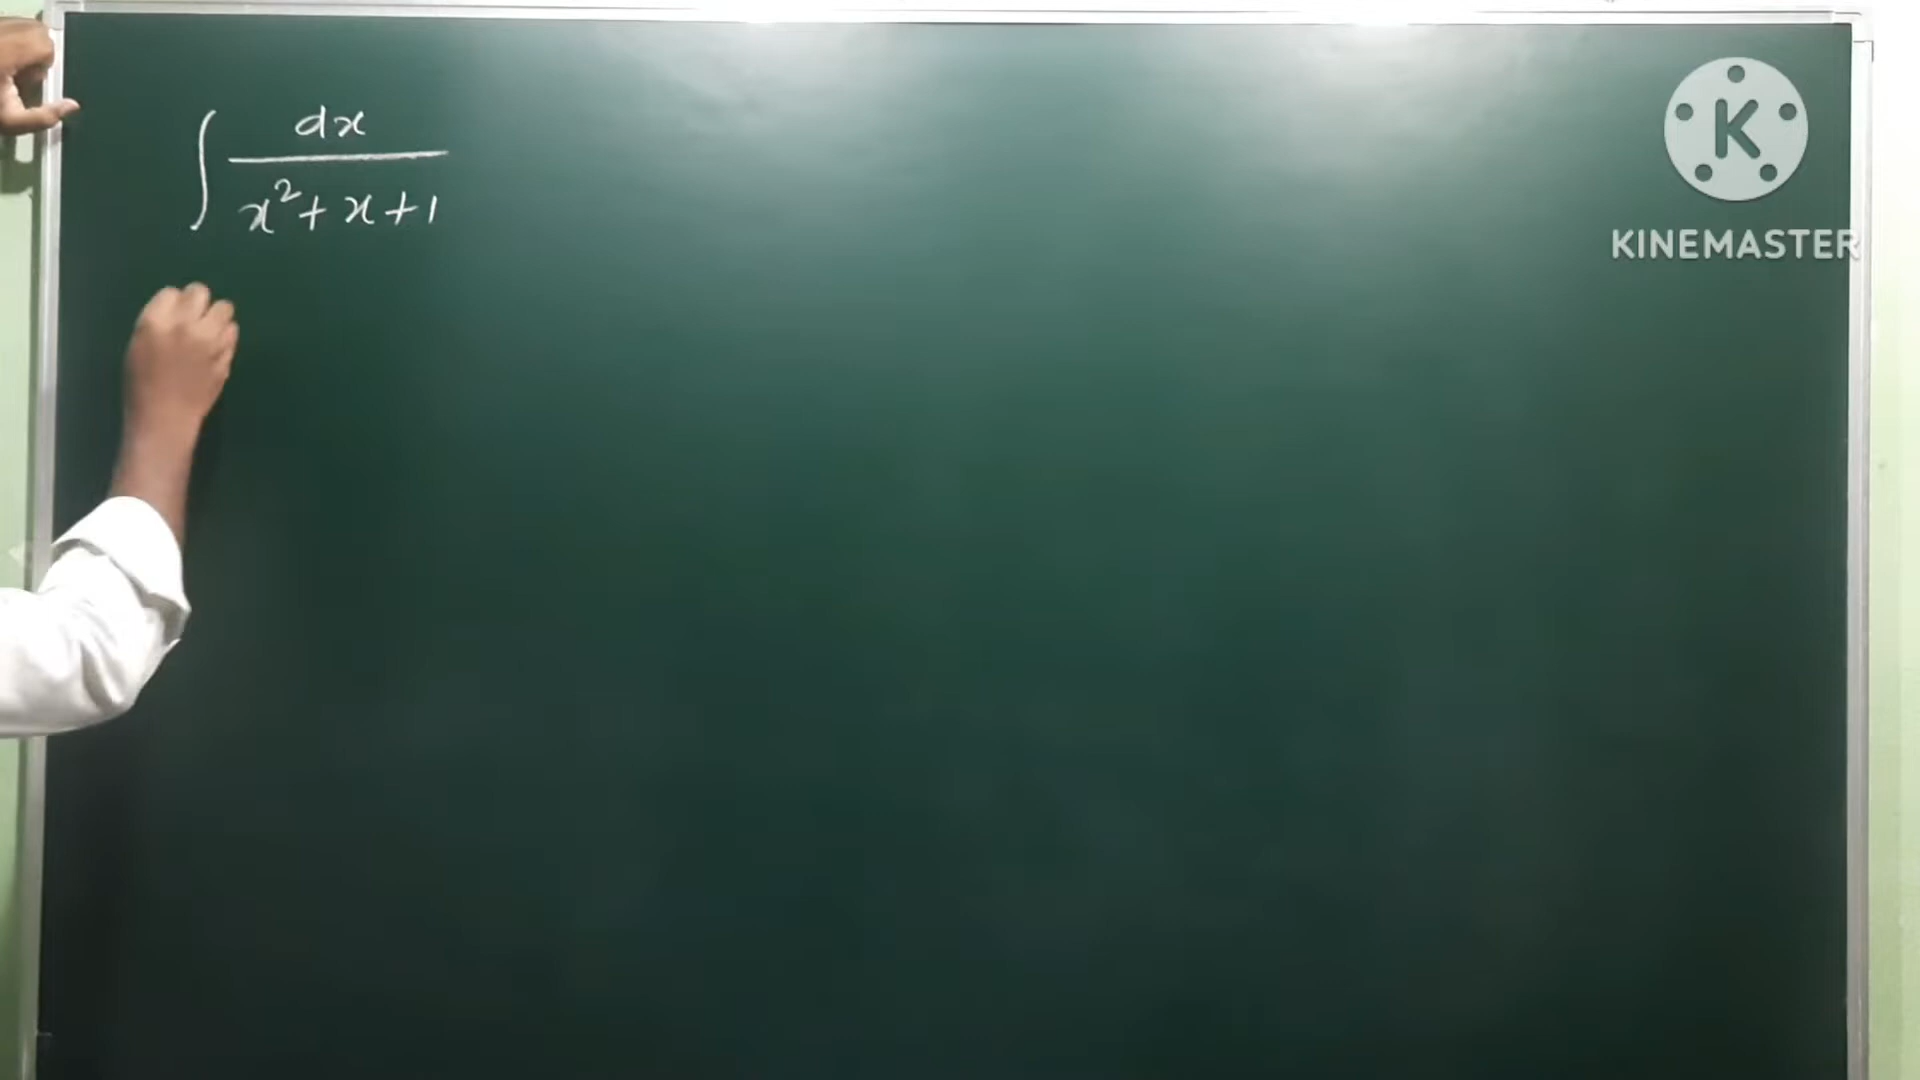 ∫ dx / x² + x + 1
K
KINEMASTER